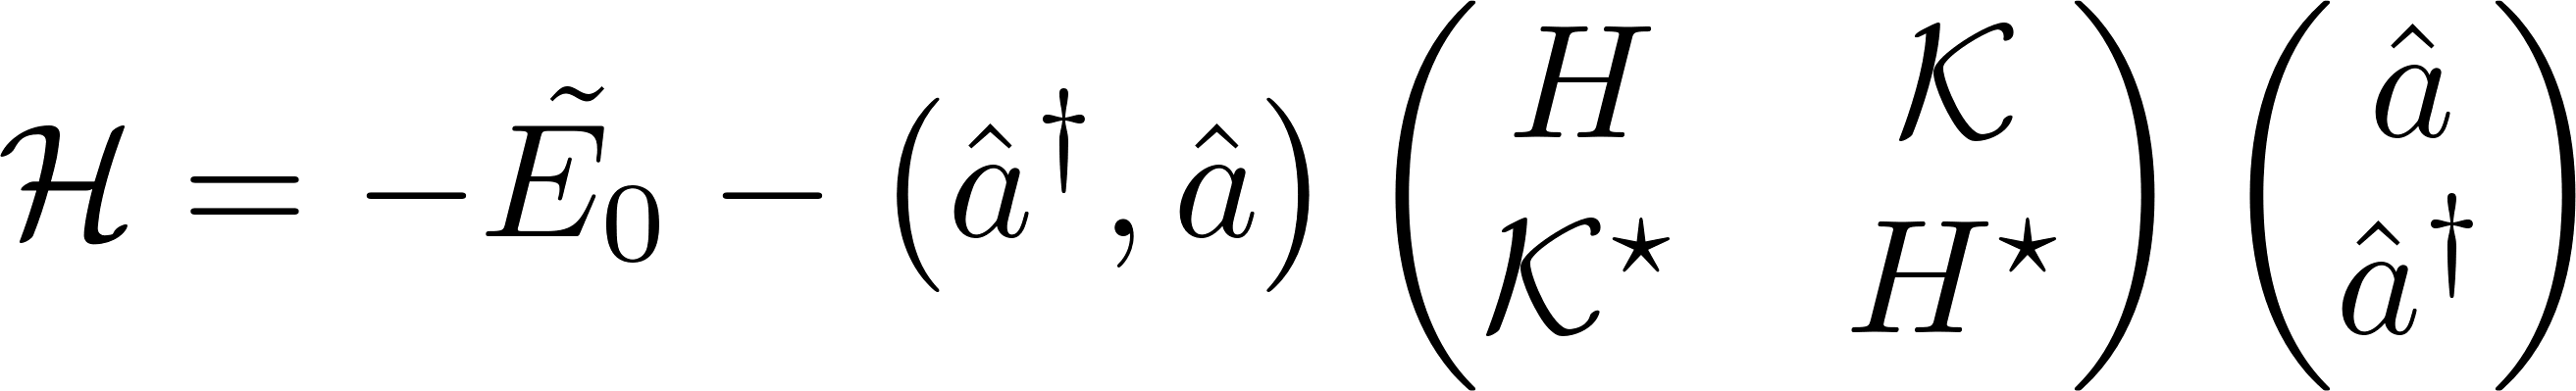 \mathcal{H} = -\tilde{E}_0 - (\hat{a}^\dagger, \hat{a}) \begin{pmatrix} H & \mathcal{K} \\ \mathcal{K}^\star & H^\star \end{pmatrix} \begin{pmatrix} \hat{a} \\ \hat{a}^\dagger \end{pmatrix}